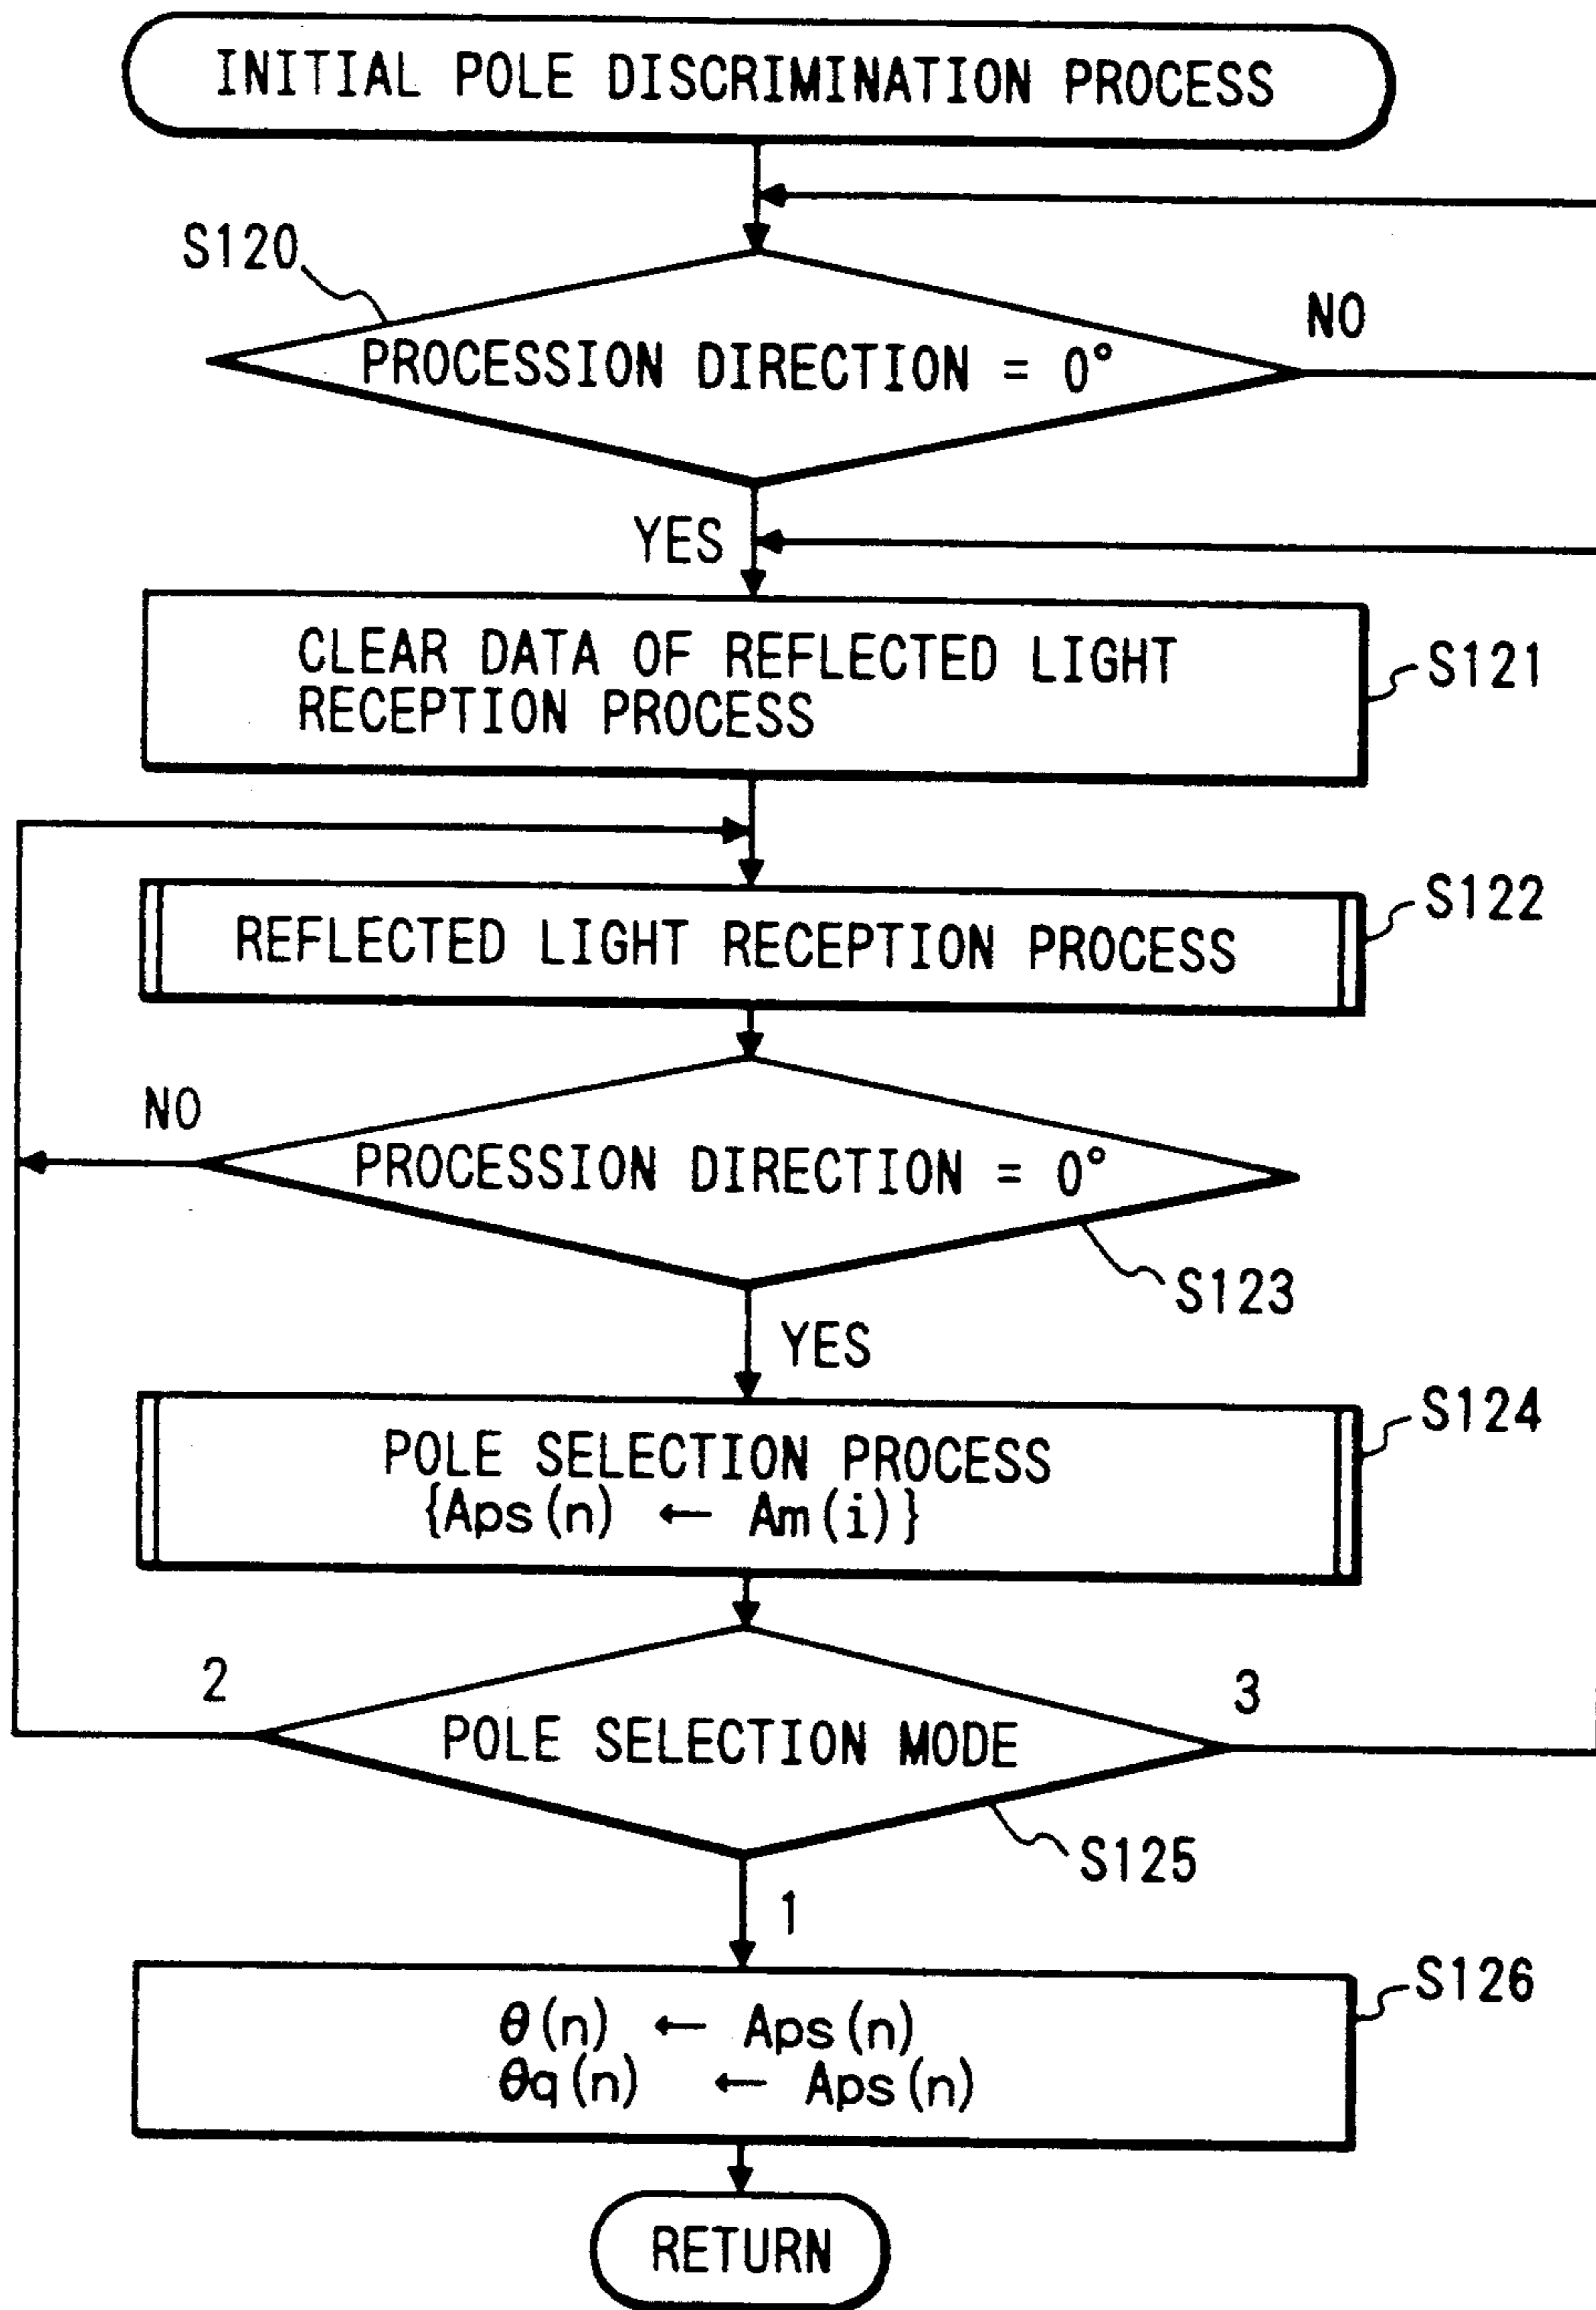 INITIAL POLE DISCRIMINATION PROCESS
S120
NO
PROCESSION DIRECTION = 0°
YES
CLEAR DATA OF REFLECTED LIGHT
RECEPTION PROCESS
S121
S122
REFLECTED LIGHT RECEPTION PROCESS
NO
PROCESSION DIRECTION = 0°
S123
YES
S124
POLE SELECTION PROCESS
{Aps(n) ← Am(i)}
2
3
POLE SELECTION MODE
S125
1
S126
θ(n) ← Aps(n)
θq(n) ← Aps(n)
RETURN